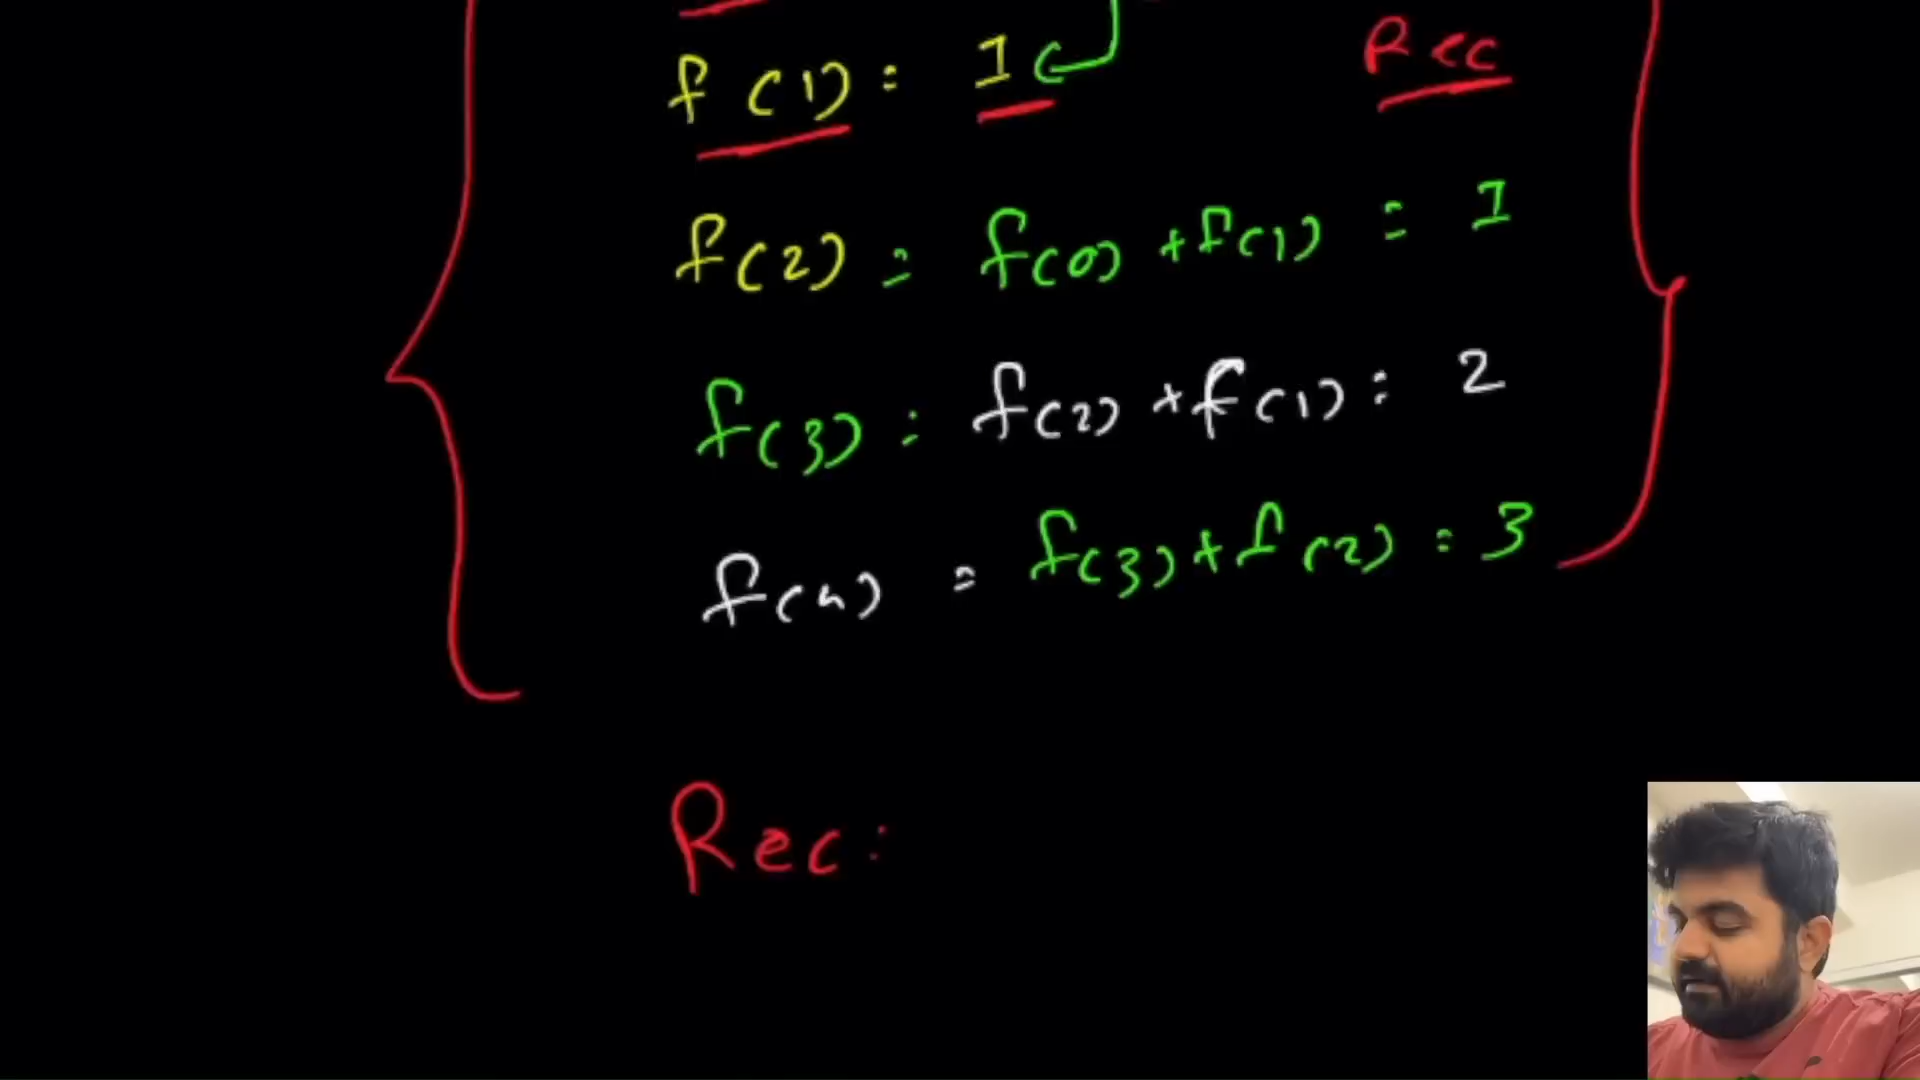 f(1) = 1
Rec
f(2) = f(0) + f(1) = 1
f(3) = f(2) + f(1) = 2
f(4) = f(3) + f(2) = 3
Rec: